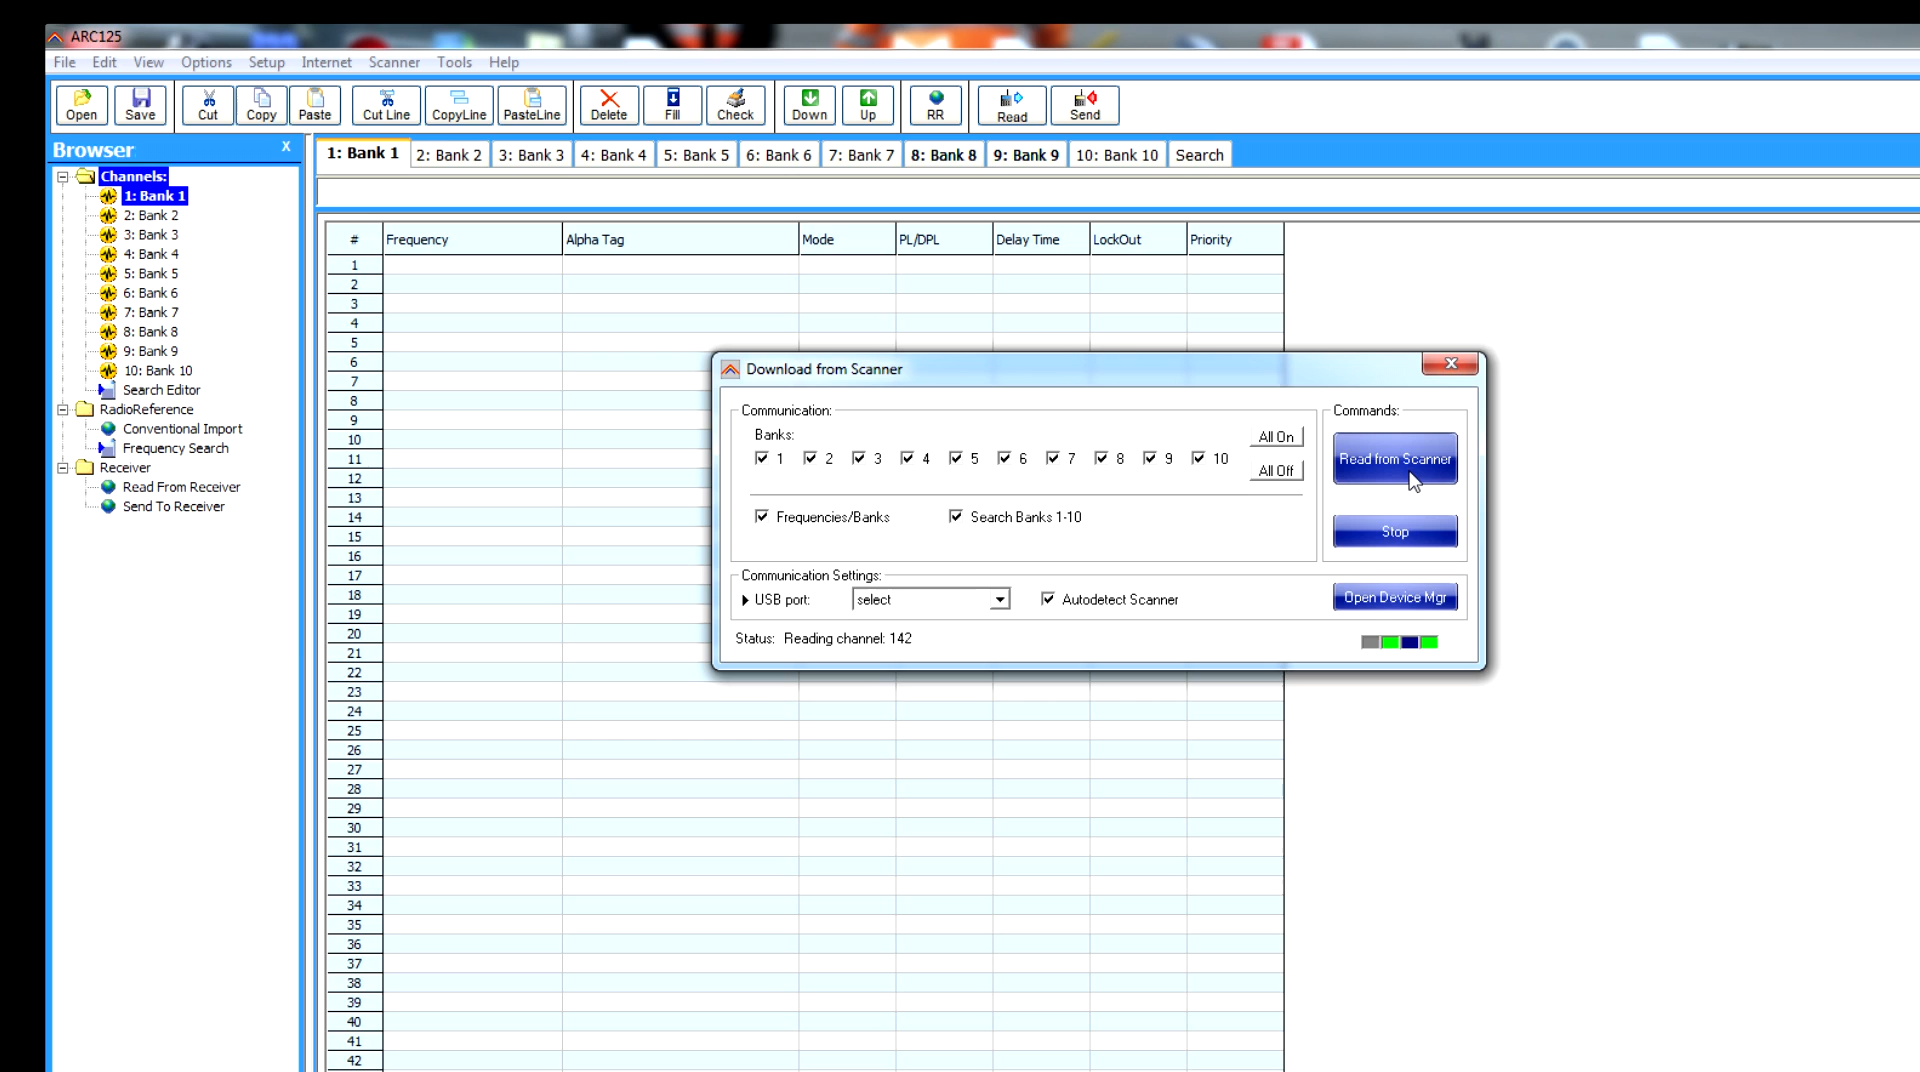 ARC125
File Edit View Options Setup Internet Scanner Tools Help
Open Save Cut Copy Paste Cut Line CopyLine PasteLine Delete Fill Check Down Up RR Read Send
Browser x
1: Bank 1 2: Bank 2 3: Bank 3 4: Bank 4 5: Bank 5 6: Bank 6 7: Bank 7 8: Bank 8 9: Bank 9 10: Bank 10 Search
Channels:
1: Bank 1
2: Bank 2
3: Bank 3
4: Bank 4
5: Bank 5
6: Bank 6
7: Bank 7
8: Bank 8
9: Bank 9
10: Bank 10
Search Editor
RadioReference
Conventional Import
Frequency Search
Receiver
Read From Receiver
Send To Receiver
# Frequency Alpha Tag Mode PL/DPL Delay Time LockOut Priority
1
2
3
4
5
6
7
8
9
10
11
12
13
14
15
16
17
18
19
20
21
22
23
24
25
26
27
28
29
30
31
32
33
34
35
36
37
38
39
40
41
42
Download from Scanner
Communication:
Banks:
1 2 3 4 5 6 7 8 9 10
All On
All Off
Frequencies/Banks Search Banks 1-10
Commands:
Read from Scanner
Stop
Communication Settings:
USB port: select Autodetect Scanner
Open Device Mgr
Status: Reading channel: 142